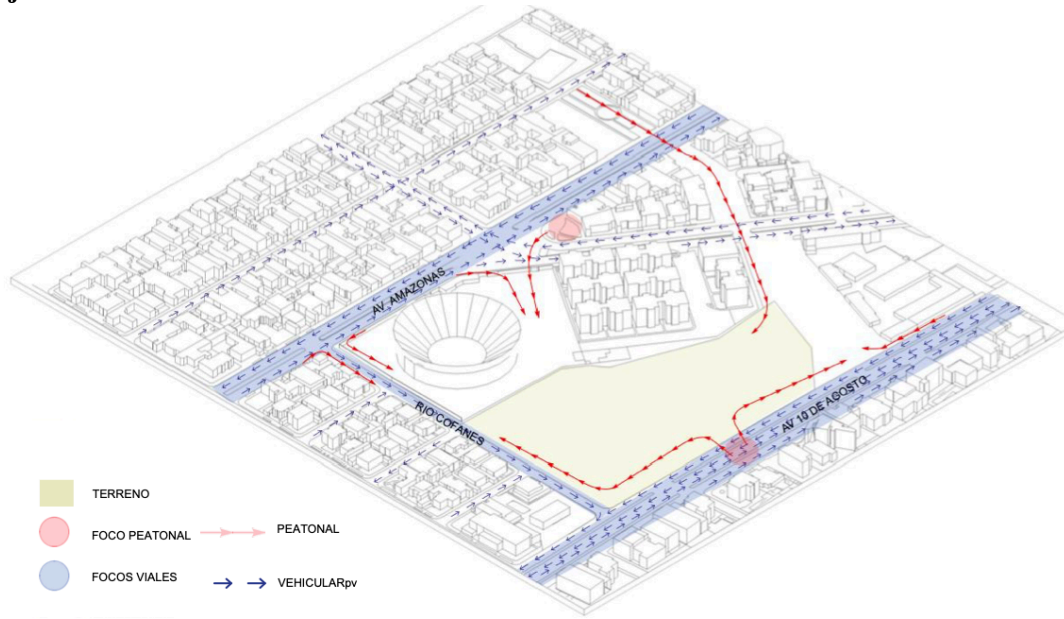 AV. AMAZONAS
RIO COFANES
AV 10 DE AGOSTO
TERRENO
FOCO PEATONAL
PEATONAL
FOCOS VIALES
VEHICULARpv